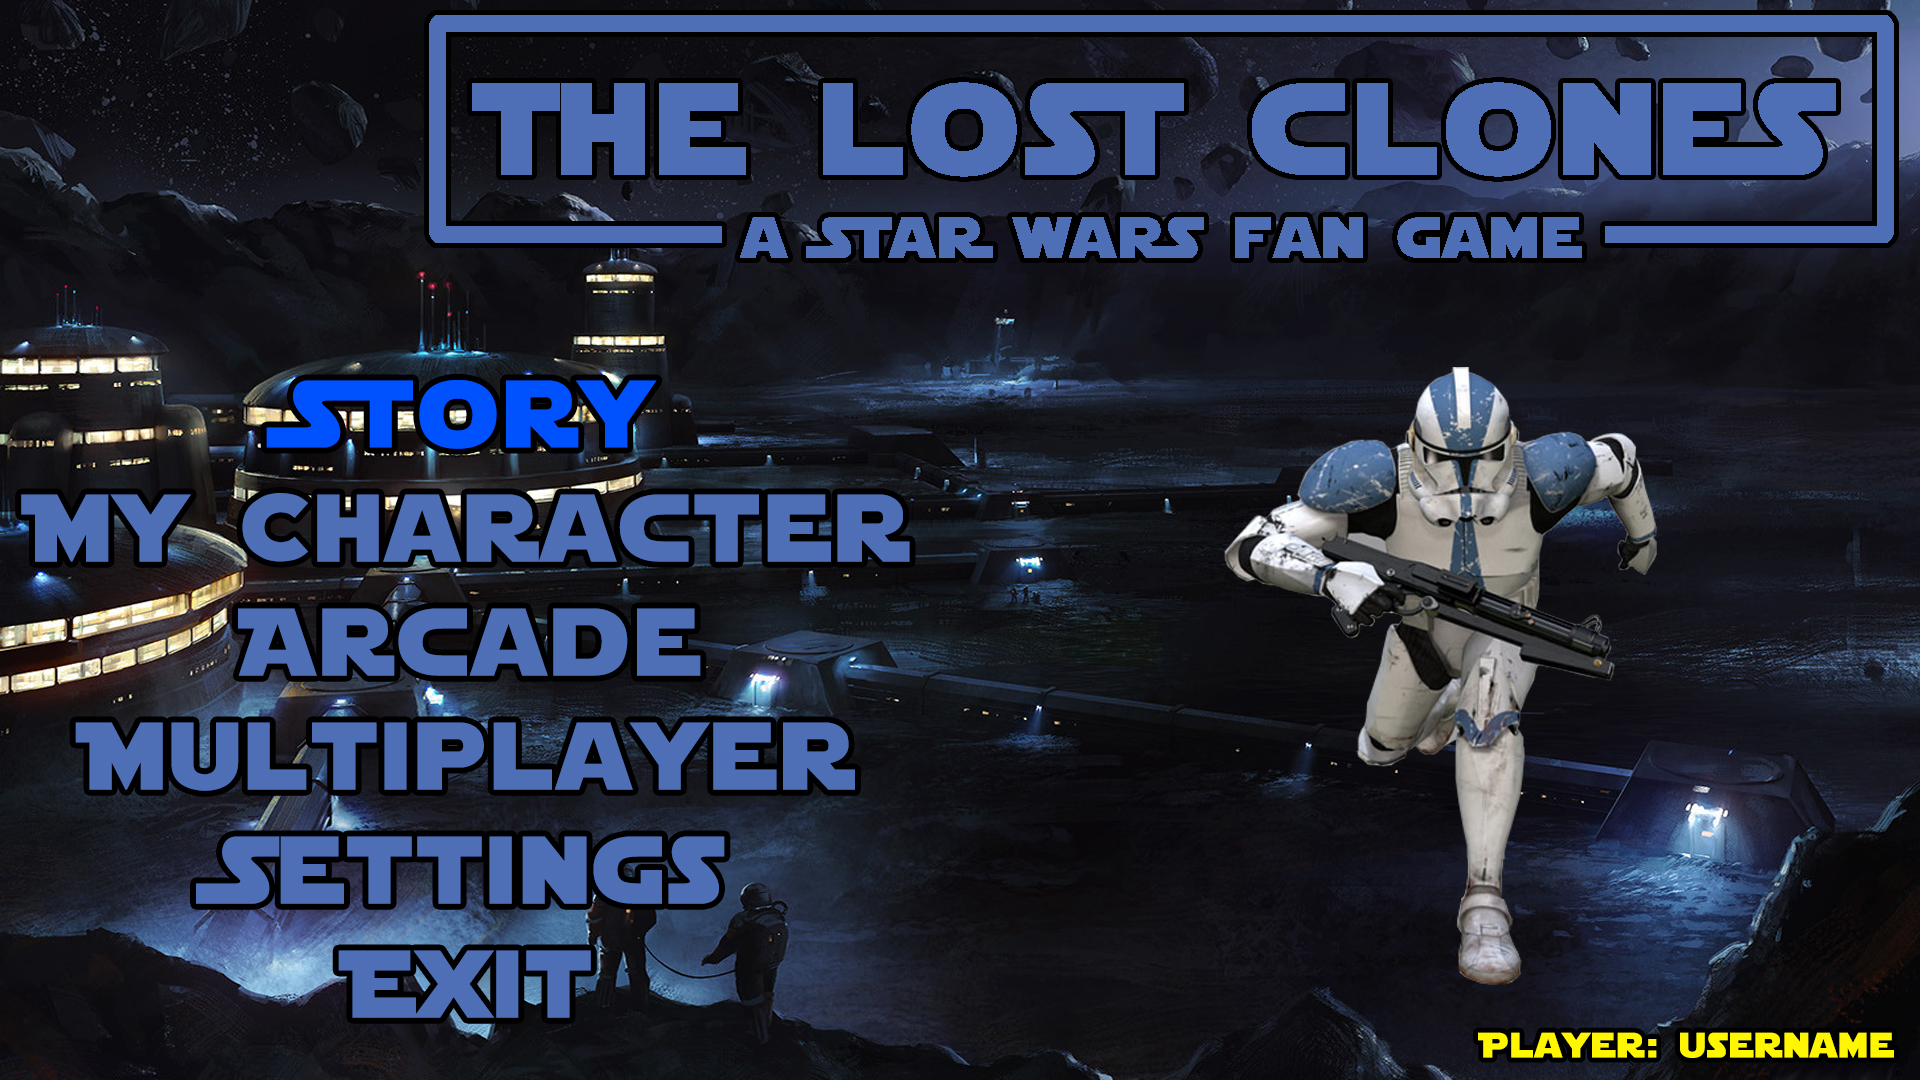 THE LOST CLONES
A STAR WARS FAN GAME
STORY
MY CHARACTER
ARCADE
MULTIPLAYER
SETTINGS
EXIT
PLAYER: USERNAME